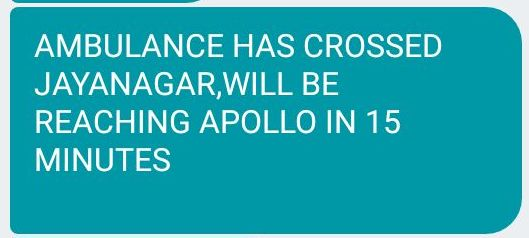 AMBULANCE HAS CROSSED
JAYANAGAR,WILL BE
REACHING APOLLO IN 15
MINUTES